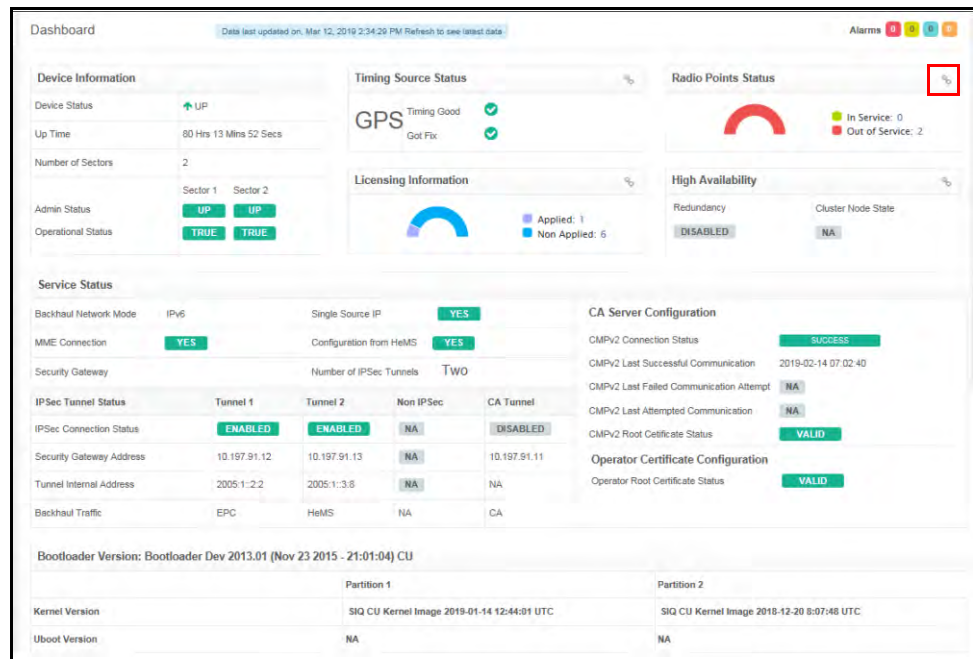 Dashboard
Data last updated on, Mar 12, 2019 2:34:29 PM Refresh to see latest data
Alarms 0 0 0 0
Device Information
Device Status UP
Up Time 80 Hrs 13 Mins 52 Secs
Number of Sectors 2
Sector 1 Sector 2
Admin Status UP UP
Operational Status TRUE TRUE
Timing Source Status
GPS
Timing Good
Got Fix
Radio Points Status
In Service: 0
Out of Service: 2
Licensing Information
Applied: 1
Non Applied: 6
High Availability
Redundancy Cluster Node State
DISABLED NA
Service Status
Backhaul Network Mode IPv6 Single Source IP YES
MME Connection YES Configuration from HeMS YES
Security Gateway Number of IPSec Tunnels Two
IPSec Tunnel Status Tunnel 1 Tunnel 2 Non IPSec CA Tunnel
IPSec Connection Status ENABLED ENABLED NA DISABLED
Security Gateway Address 10.197.91.12 10.197.91.13 NA 10.197.91.11
Tunnel Internal Address 2005:1::2:2 2005:1::3:8 NA NA
Backhaul Traffic EPC HeMS NA CA
CA Server Configuration
CMPv2 Connection Status SUCCESS
CMPv2 Last Successful Communication 2019-02-14 07:02:40
CMPv2 Last Failed Communication Attempt NA
CMPv2 Last Attempted Communication NA
CMPv2 Root Cetificate Status VALID
Operator Certificate Configuration
Operator Root Certificate Status VALID
Bootloader Version: Bootloader Dev 2013.01 (Nov 23 2015 - 21:01:04) CU
Partition 1 Partition 2
Kernel Version SIQ CU Kernel Image 2019-01-14 12:44:01 UTC SIQ CU Kernel Image 2018-12-20 8:07:48 UTC
Uboot Version NA NA